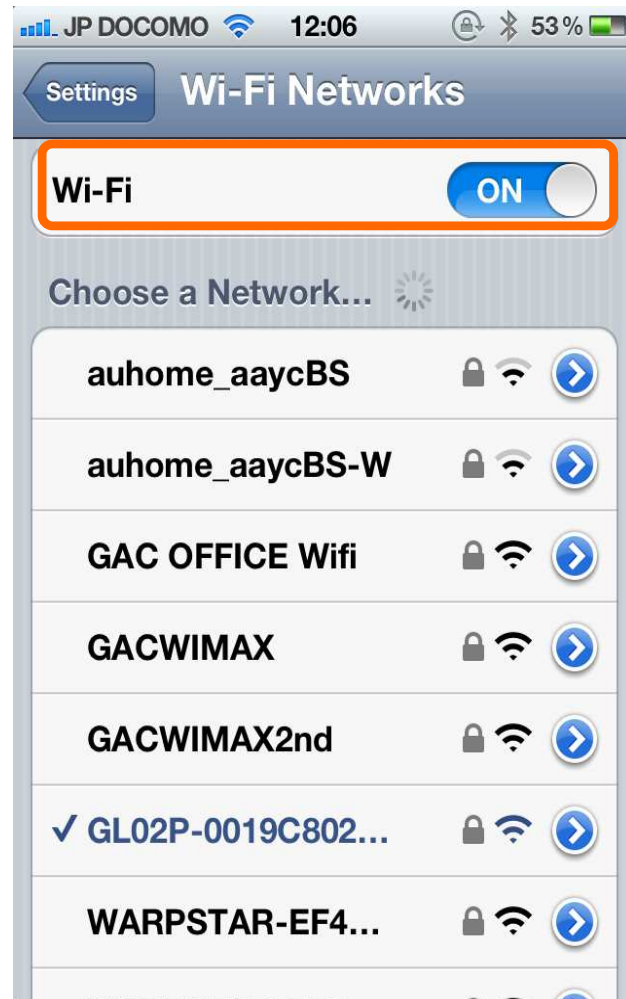 JP DOCOMO 12:06 53%
Settings Wi-Fi Networks
Wi-Fi ON
Choose a Network...
auhome_aaycBS
auhome_aaycBS-W
GAC OFFICE Wifi
GACWIMAX
GACWIMAX2nd
✓ GL02P-0019C802...
WARPSTAR-EF4...